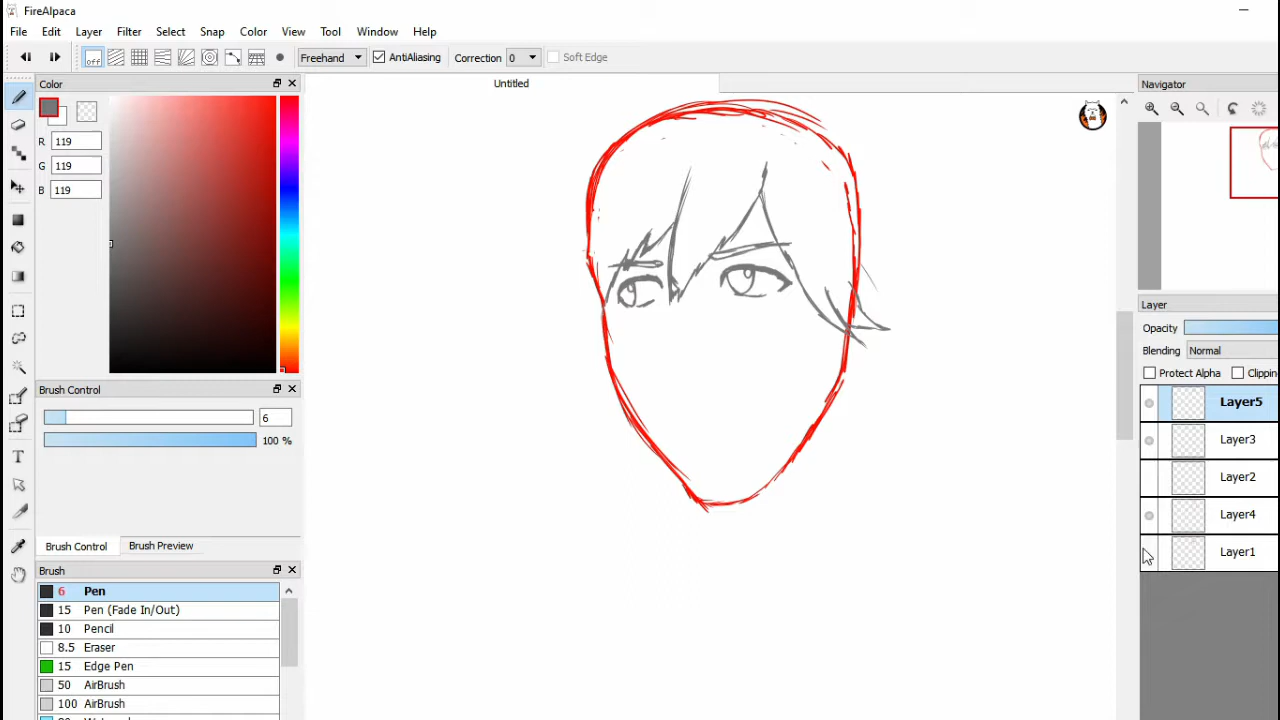 FireAlpaca
File Edit Layer Filter Select Snap Color View Tool Window Help
off Freehand AntiAliasing Correction 0 Soft Edge
Color
Untitled
Navigator
R 119
G 119
B 119
Layer
Opacity
Blending Normal
Protect Alpha Clippin
Brush Control
6
100 %
Layer5
Layer3
Layer2
Layer4
Layer1
T
Brush Control Brush Preview
Brush
6 Pen
15 Pen (Fade In/Out)
10 Pencil
8.5 Eraser
15 Edge Pen
50 AirBrush
100 AirBrush